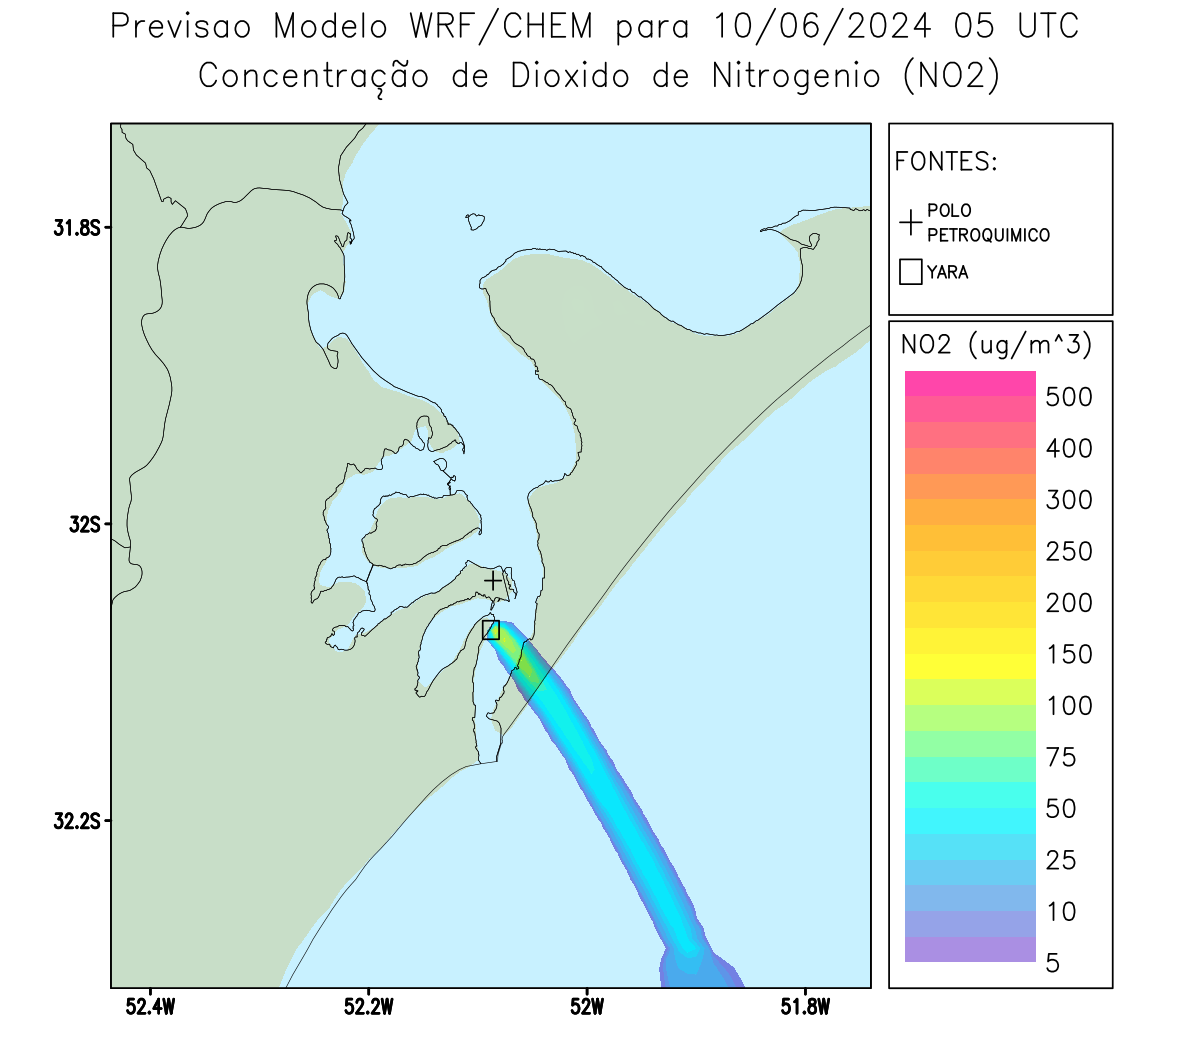 Previsao Modelo WRF/CHEM para 10/06/2024 05 UTC
Concentração de Dioxido de Nitrogenio (NO2)
FONTES:
POLO
PETROQUIMICO
YARA
NO2 (ug/m^3)
500
400
300
250
200
150
100
75
50
25
10
5
31.8S
32S
32.2S
52.4W
52.2W
52W
51.8W